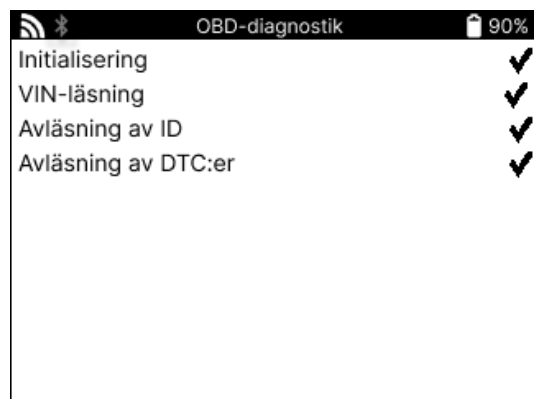 OBD-diagnostik 90%
Initialisering
VIN-läsning
Avläsning av ID
Avläsning av DTC:er